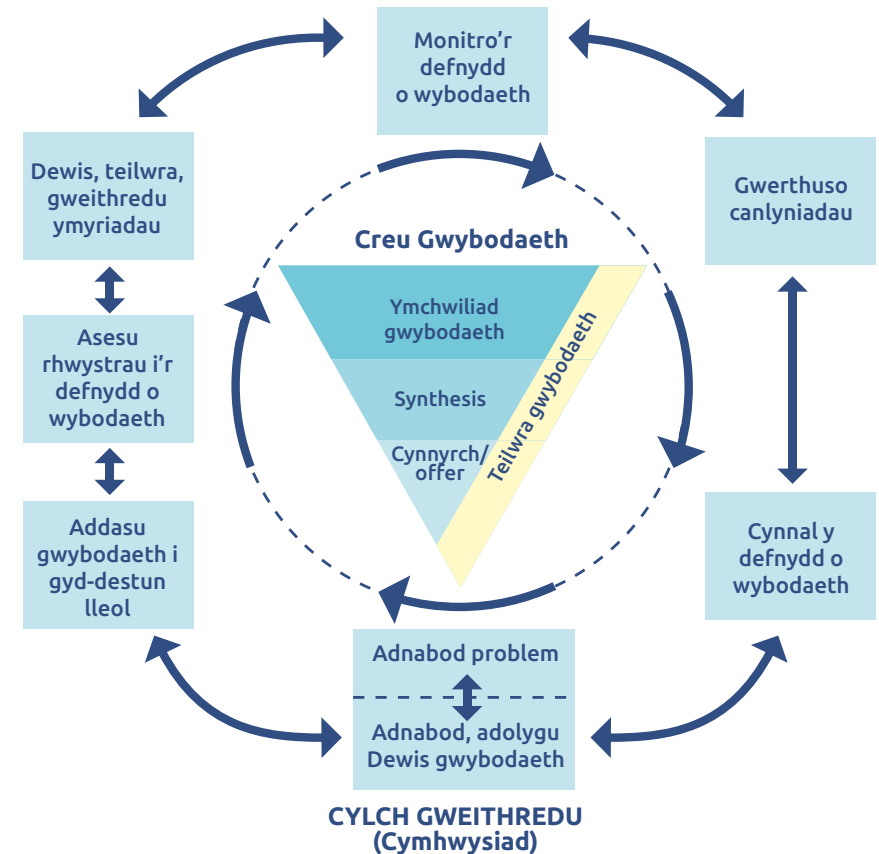 Monitro'r
defnydd
o wybodaeth
Dewis, teilwra,
gweithredu
ymyriadau
Gwerthuso
canlyniadau
Creu Gwybodaeth
Ymchwiliad
gwybodaeth
Synthesis
Cynnyrch/
offer
Teilwra gwybodaeth
Asesu
rhwystrau i'r
defnydd o
wybodaeth
Addasu
gwybodaeth i
gyd-destun
lleol
Cynnal y
defnydd o
wybodaeth
Adnabod problem
Adnabod, adolygu
Dewis gwybodaeth
CYLCH GWEITHREDU
(Cymhwysiad)